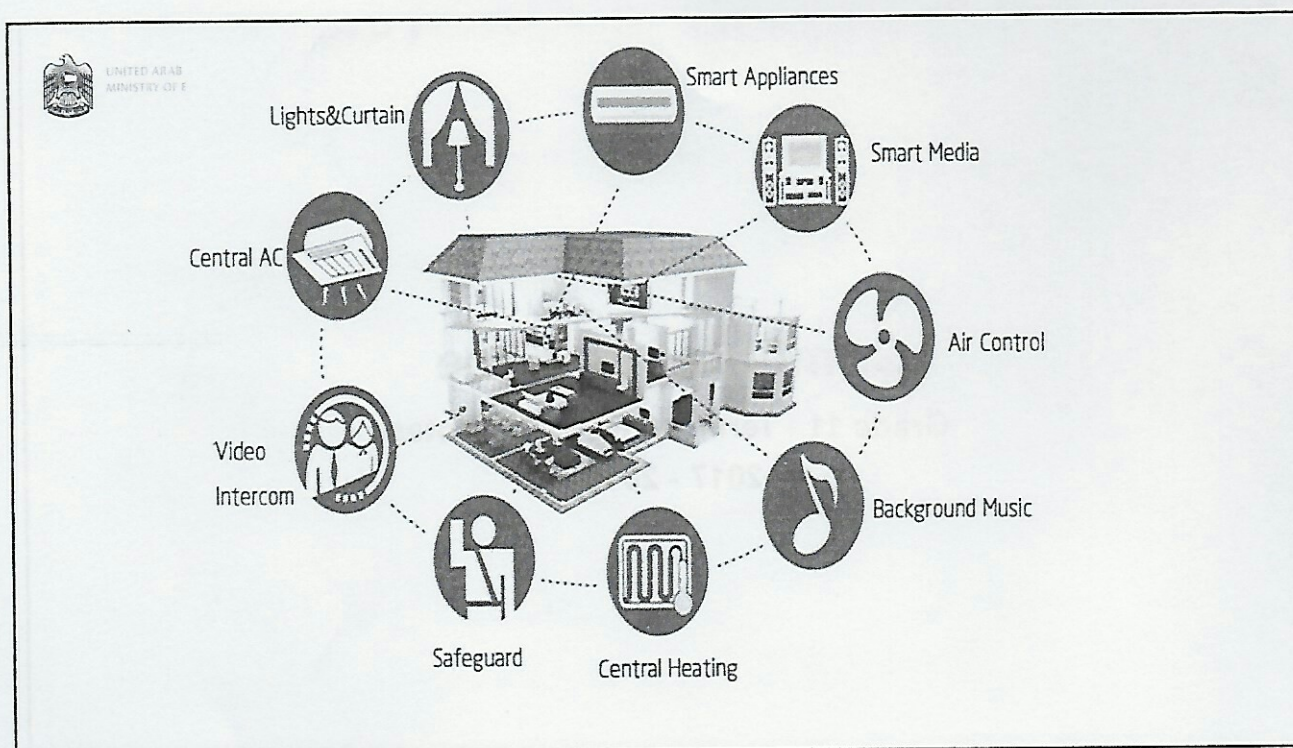 UNITED ARAB
MINISTRY OF E
Smart Appliances
Lights&Curtain
Smart Media
Central AC
Air Control
Video
Intercom
Background Music
Safeguard
Central Heating